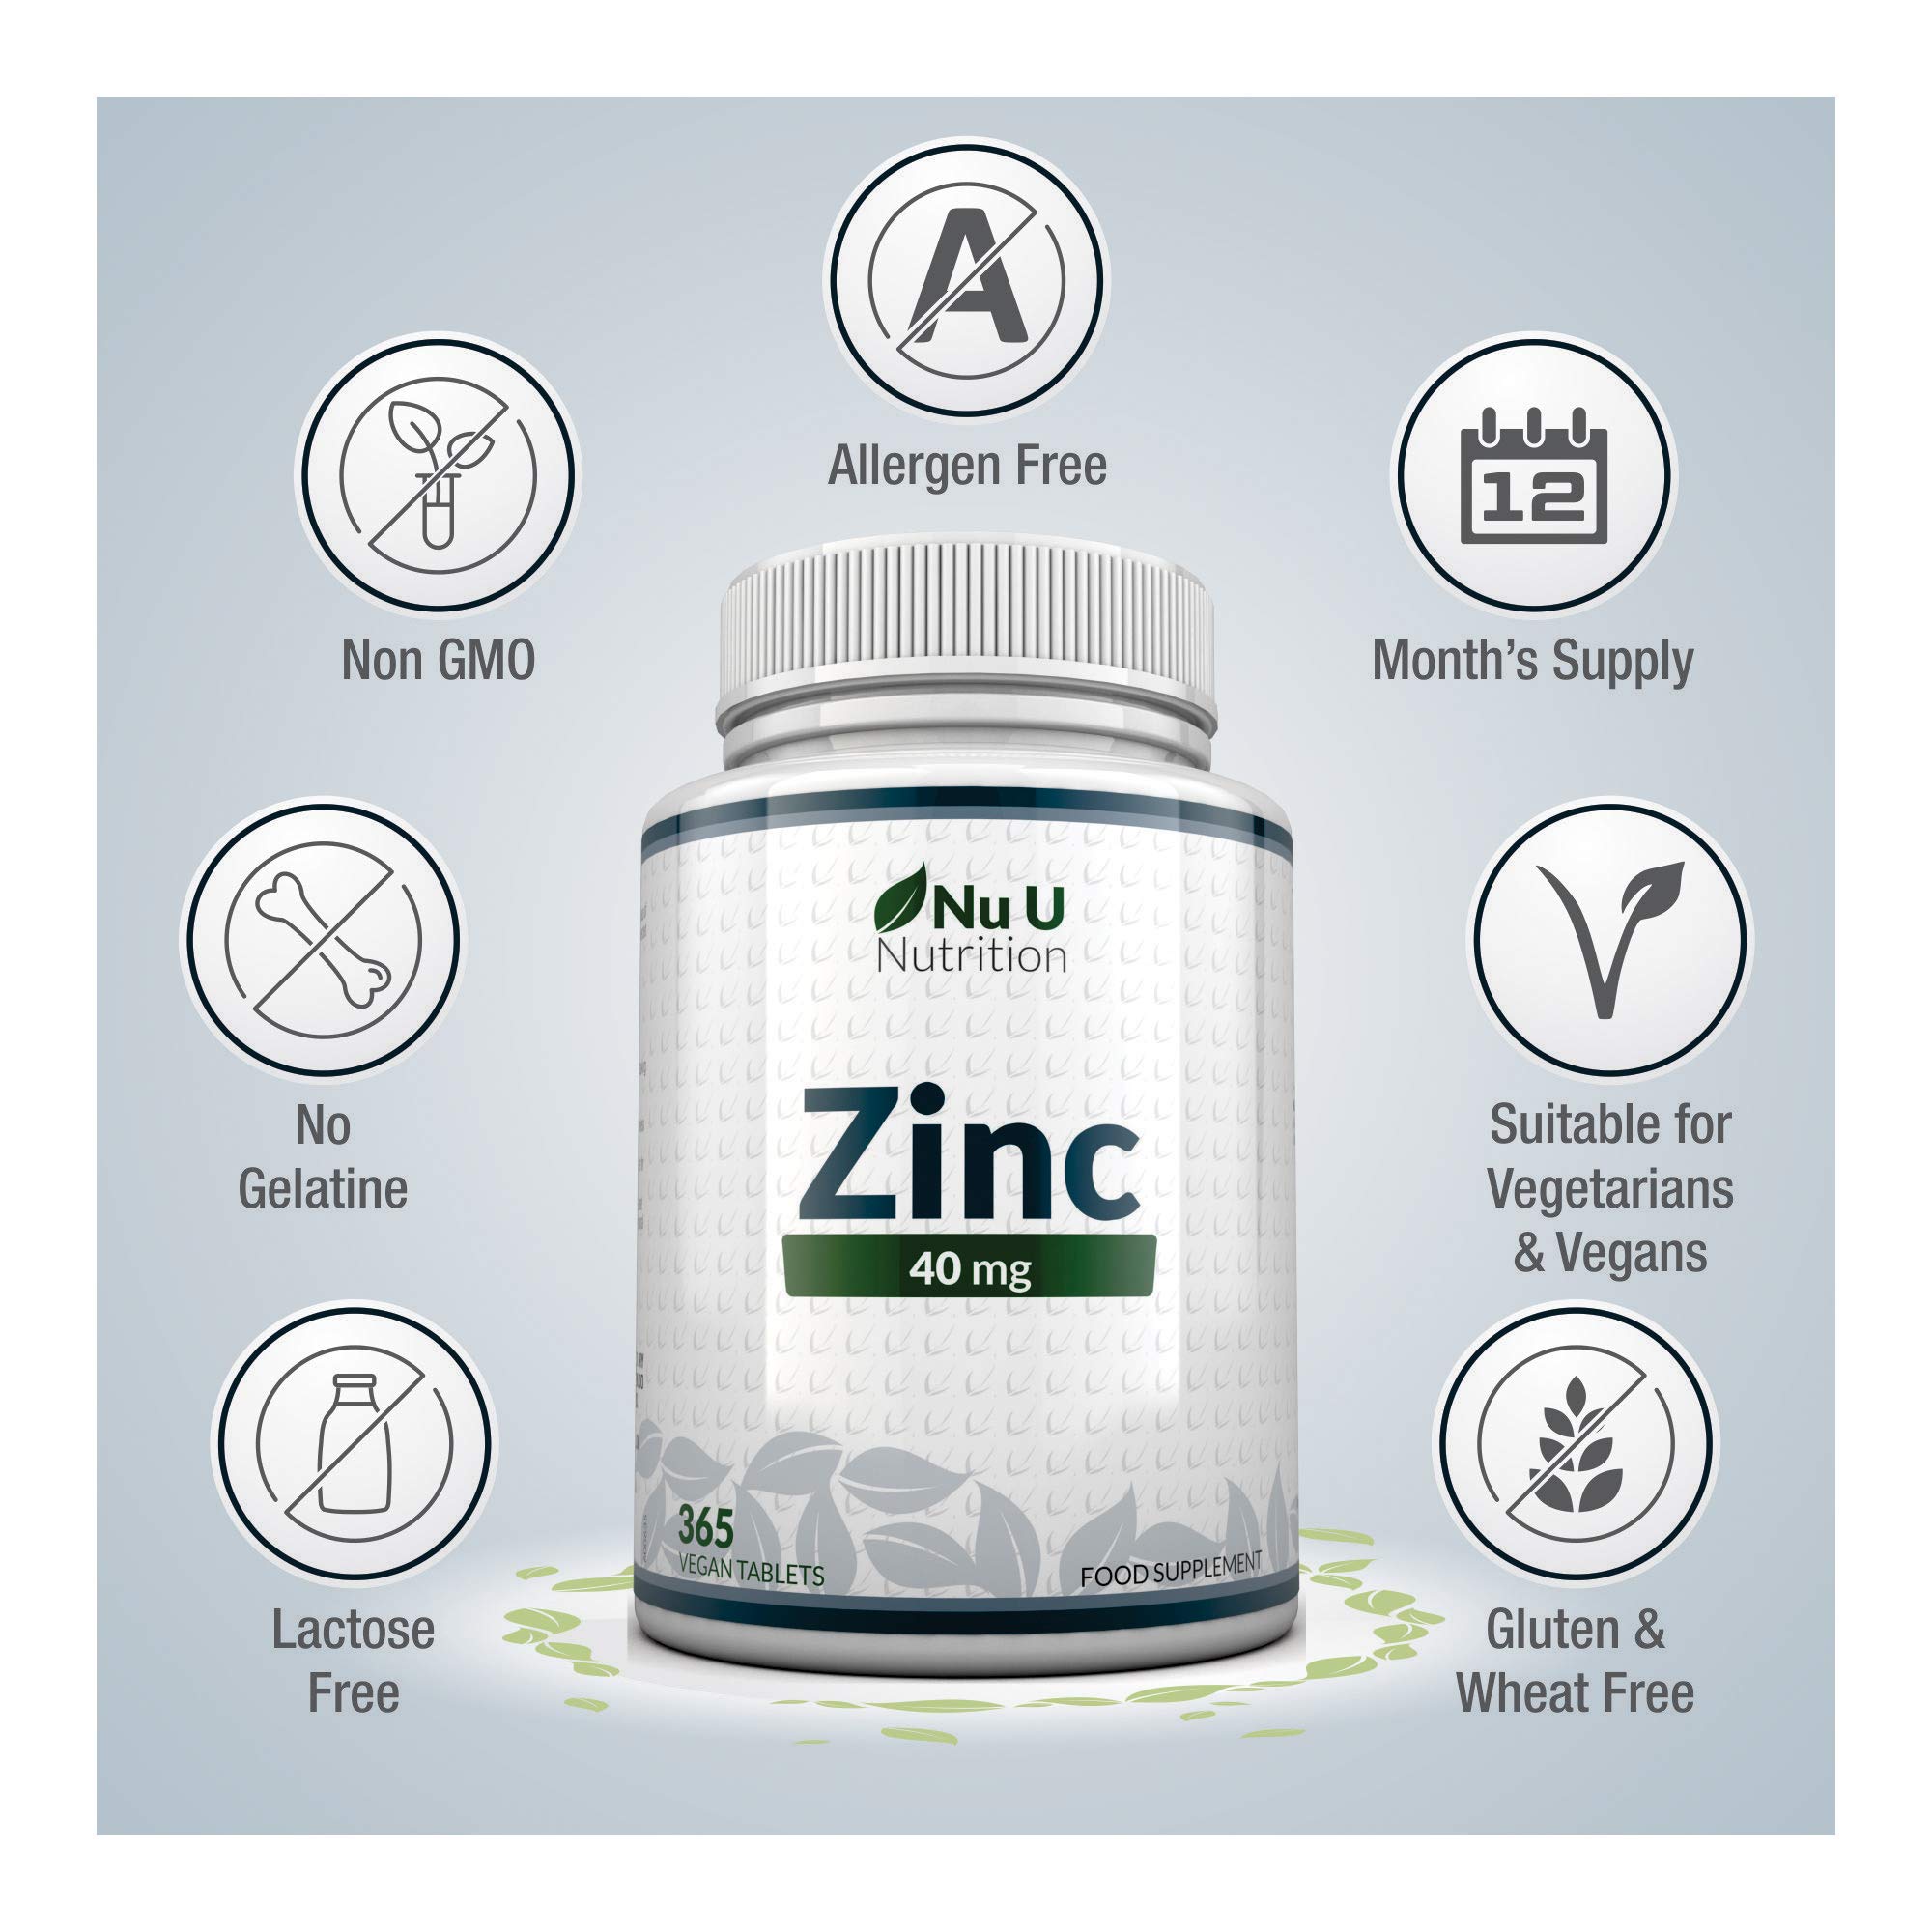 A
Allergen Free
Non GMO
12
Month's Supply
No
Gelatine
Suitable for
Vegetarians
& Vegans
Lactose
Free
Gluten &
Wheat Free
Nu U
Nutrition
Zinc
40 mg
365
VEGAN TABLETS
FOOD SUPPLEMENT